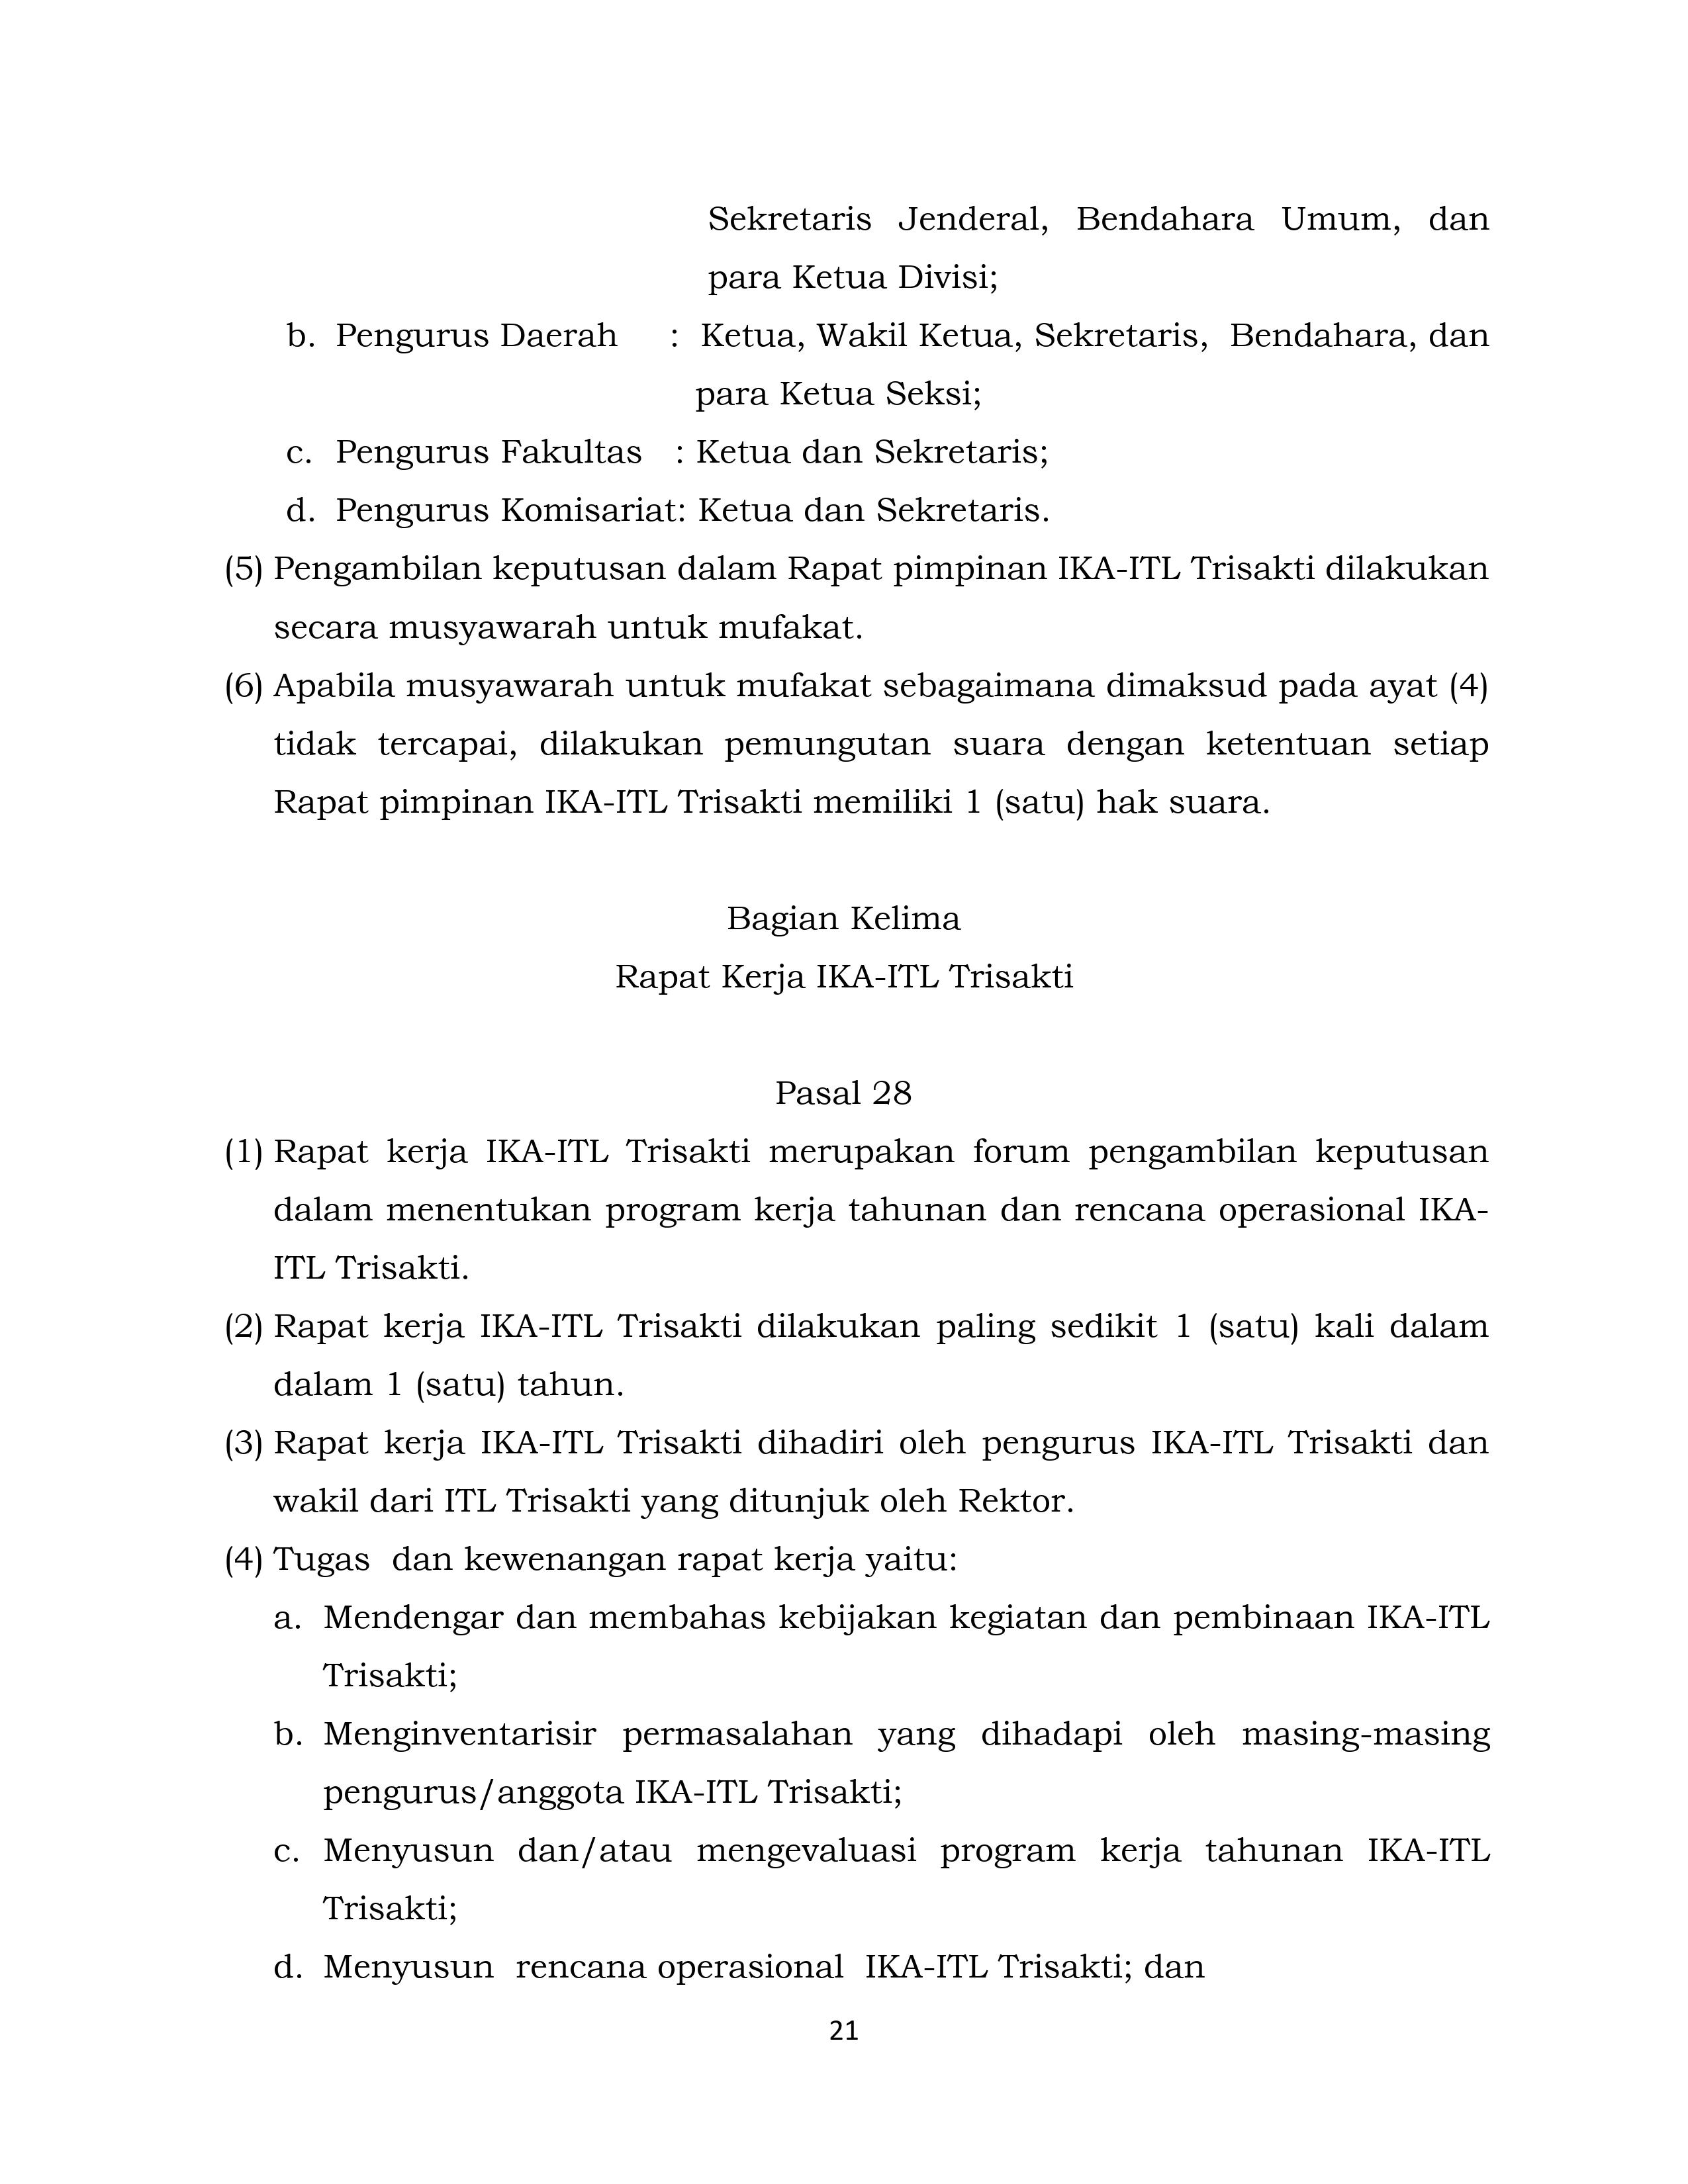 Sekretaris Jenderal, Bendahara Umum, dan
para Ketua Divisi;
b. Pengurus Daerah : Ketua, Wakil Ketua, Sekretaris, Bendahara, dan
para Ketua Seksi;
c. Pengurus Fakultas : Ketua dan Sekretaris;
d. Pengurus Komisariat: Ketua dan Sekretaris.
(5) Pengambilan keputusan dalam Rapat pimpinan IKA-ITL Trisakti dilakukan
secara musyawarah untuk mufakat.
(6) Apabila musyawarah untuk mufakat sebagaimana dimaksud pada ayat (4)
tidak tercapai, dilakukan pemungutan suara dengan ketentuan setiap
Rapat pimpinan IKA-ITL Trisakti memiliki 1 (satu) hak suara.
Bagian Kelima
Rapat Kerja IKA-ITL Trisakti
Pasal 28
(1) Rapat kerja IKA-ITL Trisakti merupakan forum pengambilan keputusan
dalam menentukan program kerja tahunan dan rencana operasional IKA-
ITL Trisakti.
(2) Rapat kerja IKA-ITL Trisakti dilakukan paling sedikit 1 (satu) kali dalam
dalam 1 (satu) tahun.
(3) Rapat kerja IKA-ITL Trisakti dihadiri oleh pengurus IKA-ITL Trisakti dan
wakil dari ITL Trisakti yang ditunjuk oleh Rektor.
(4) Tugas dan kewenangan rapat kerja yaitu:
a. Mendengar dan membahas kebijakan kegiatan dan pembinaan IKA-ITL
Trisakti;
b. Menginventarisir permasalahan yang dihadapi oleh masing-masing
pengurus/anggota IKA-ITL Trisakti;
c. Menyusun dan/atau mengevaluasi program kerja tahunan IKA-ITL
Trisakti;
d. Menyusun rencana operasional IKA-ITL Trisakti; dan
21